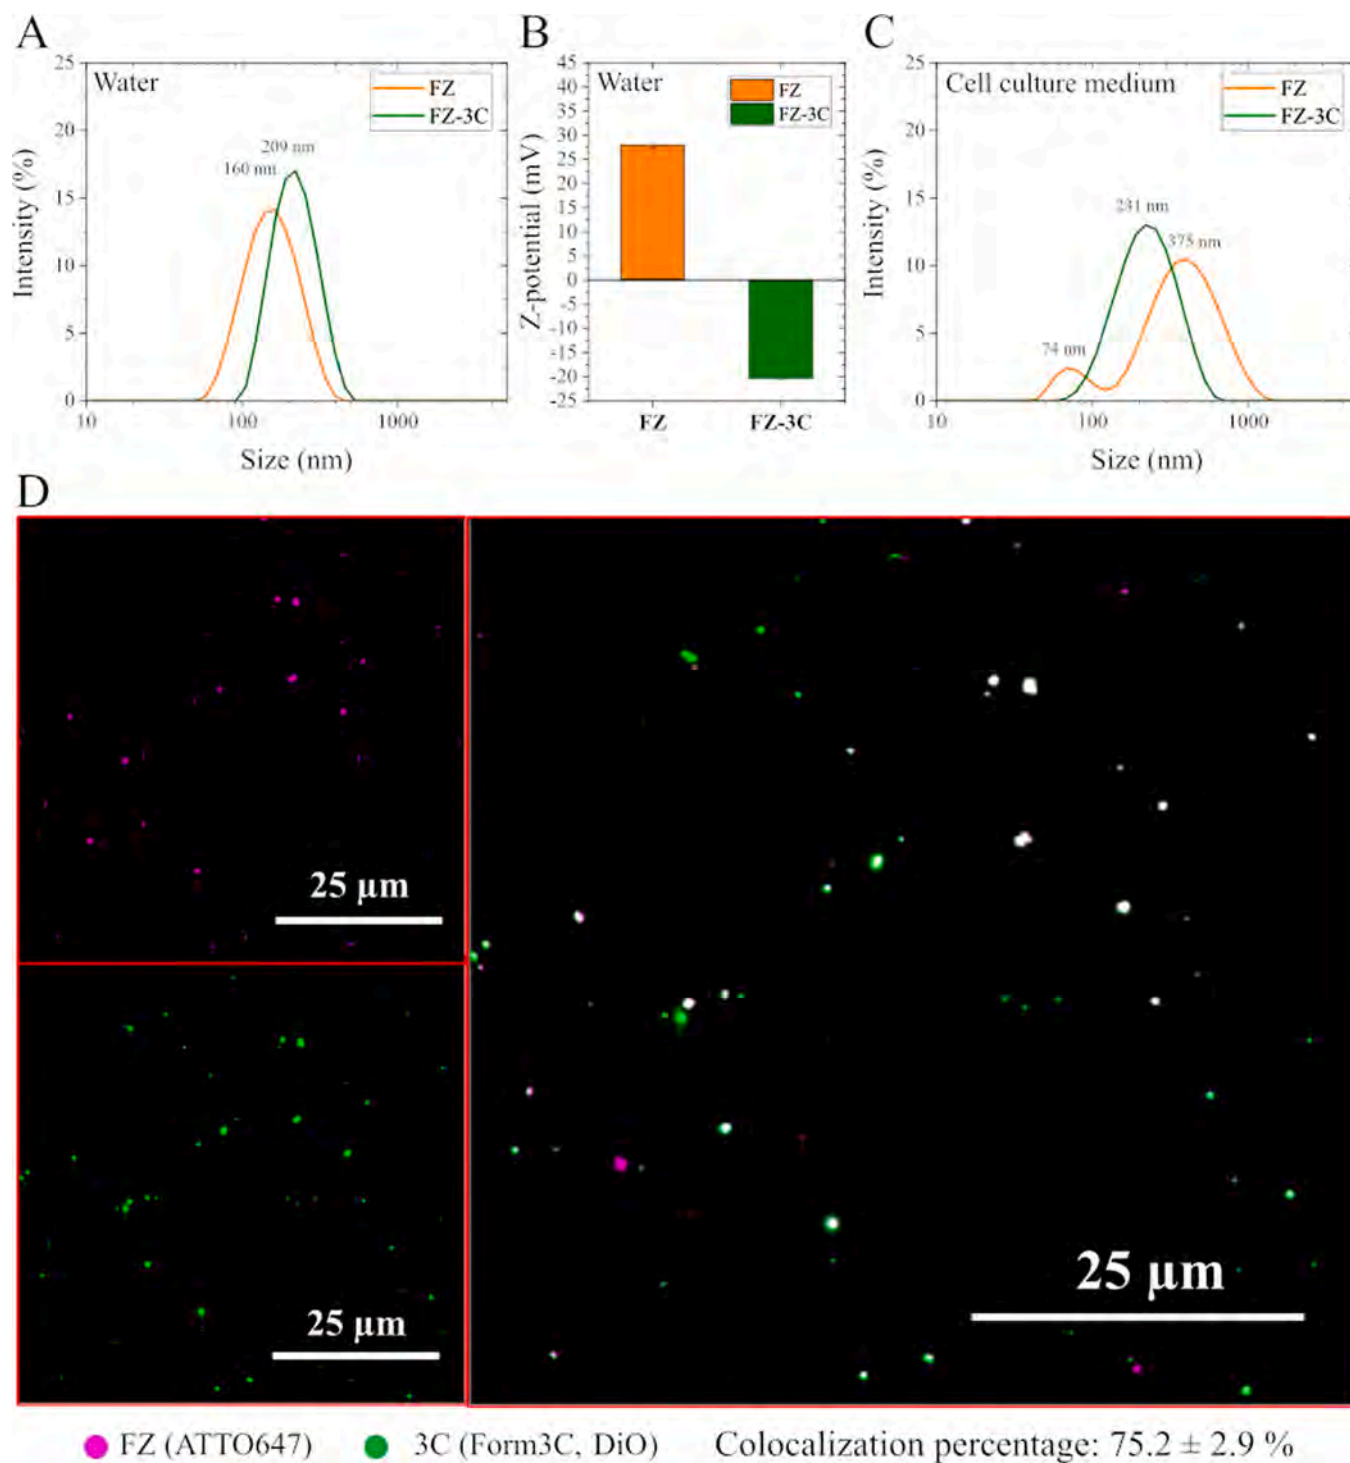 A
25
20
15
10
5
0
Intensity (%)
Water
FZ
FZ-3C
209 nm
160 nm
10
100
1000
Size (nm)
B
45
40
35
30
25
20
15
10
5
0
-5
-10
-15
-20
-25
Z-potential (mV)
Water
FZ
FZ-3C
FZ
FZ-3C
C
25
20
15
10
5
0
Intensity (%)
Cell culture medium
FZ
FZ-3C
231 nm
375 nm
74 nm
10
100
1000
Size (nm)
D
25 µm
25 µm
25 µm
FZ (ATTO647)
3C (Form3C, DiO)
Colocalization percentage: 75.2 ± 2.9 %